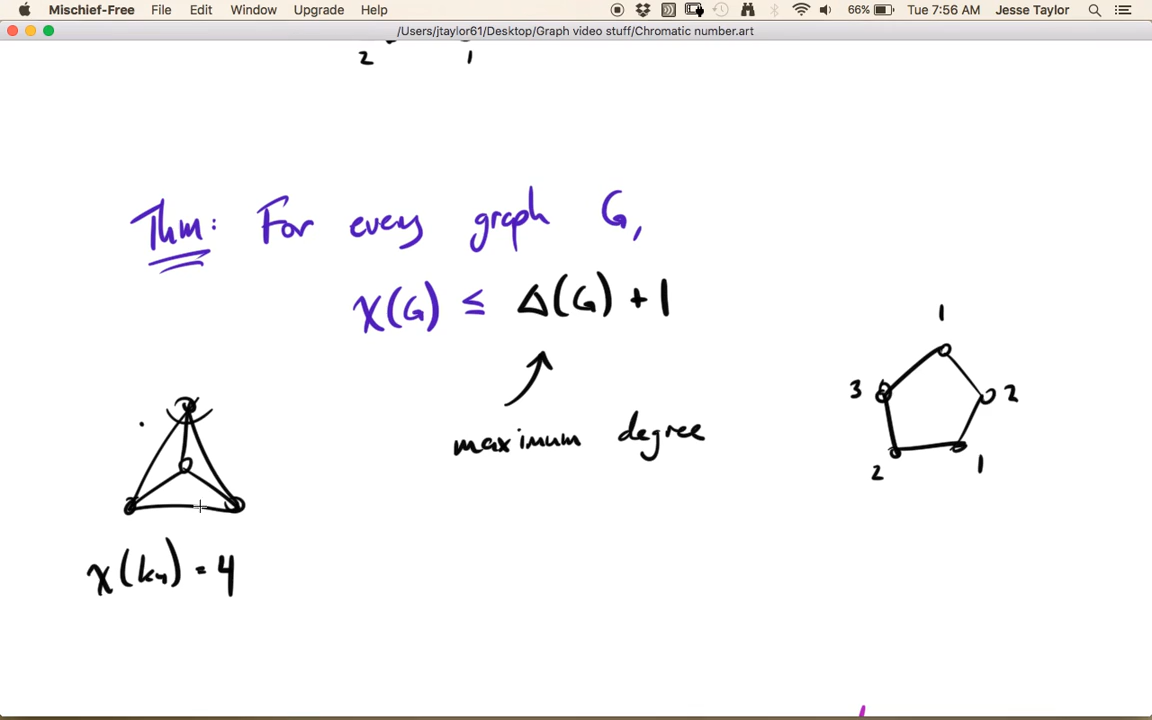 Mischief-Free File Edit Window Upgrade Help 66% Tue 7:56 AM Jesse Taylor
/Users/jtaylor61/Desktop/Graph video stuff/Chromatic number.art
2 1
Thm: For every graph G,
χ(G) ≤ Δ(G) + 1
maximum degree
1
3 2
2 1
χ(K₄) = 4